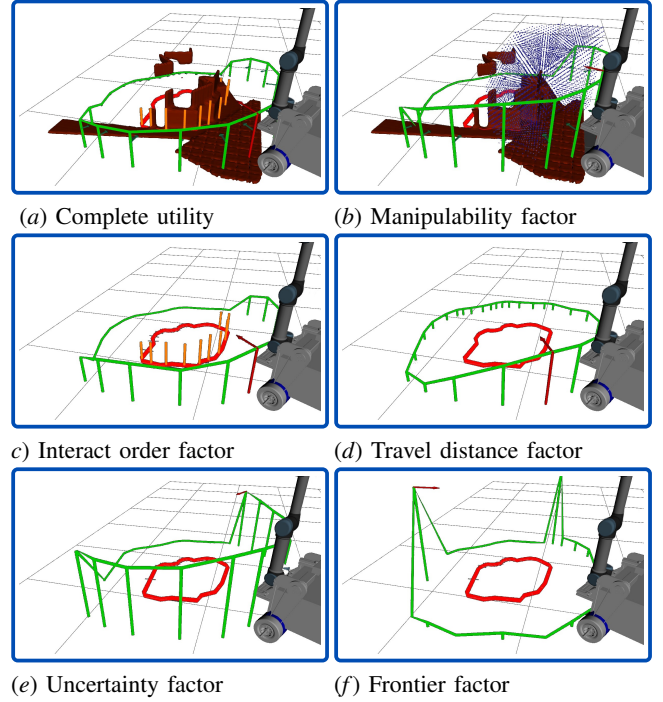 (a) Complete utility
(b) Manipulability factor
c) Interact order factor
(d) Travel distance factor
(e) Uncertainty factor
(f) Frontier factor